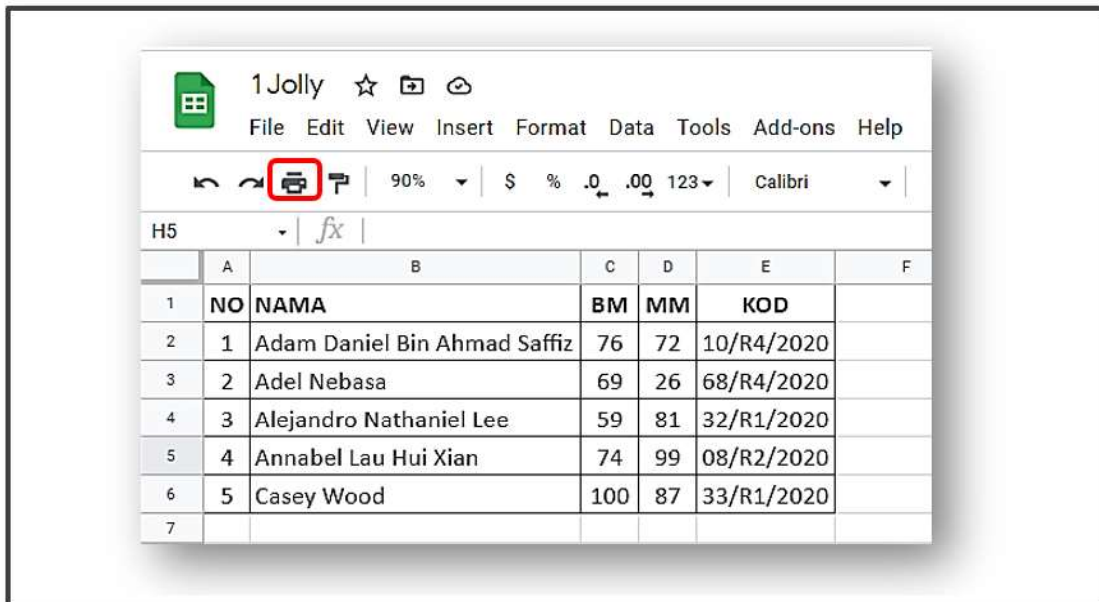 1Jolly
File Edit View Insert Format Data Tools Add-ons Help
90% $ % .0 .00 123 Calibri
H5 fx
A B C D E F
1 NO NAMA BM MM KOD
2 1 Adam Daniel Bin Ahmad Saffiz 76 72 10/R4/2020
3 2 Adel Nebasa 69 26 68/R4/2020
4 3 Alejandro Nathaniel Lee 59 81 32/R1/2020
5 4 Annabel Lau Hui Xian 74 99 08/R2/2020
6 5 Casey Wood 100 87 33/R1/2020
7